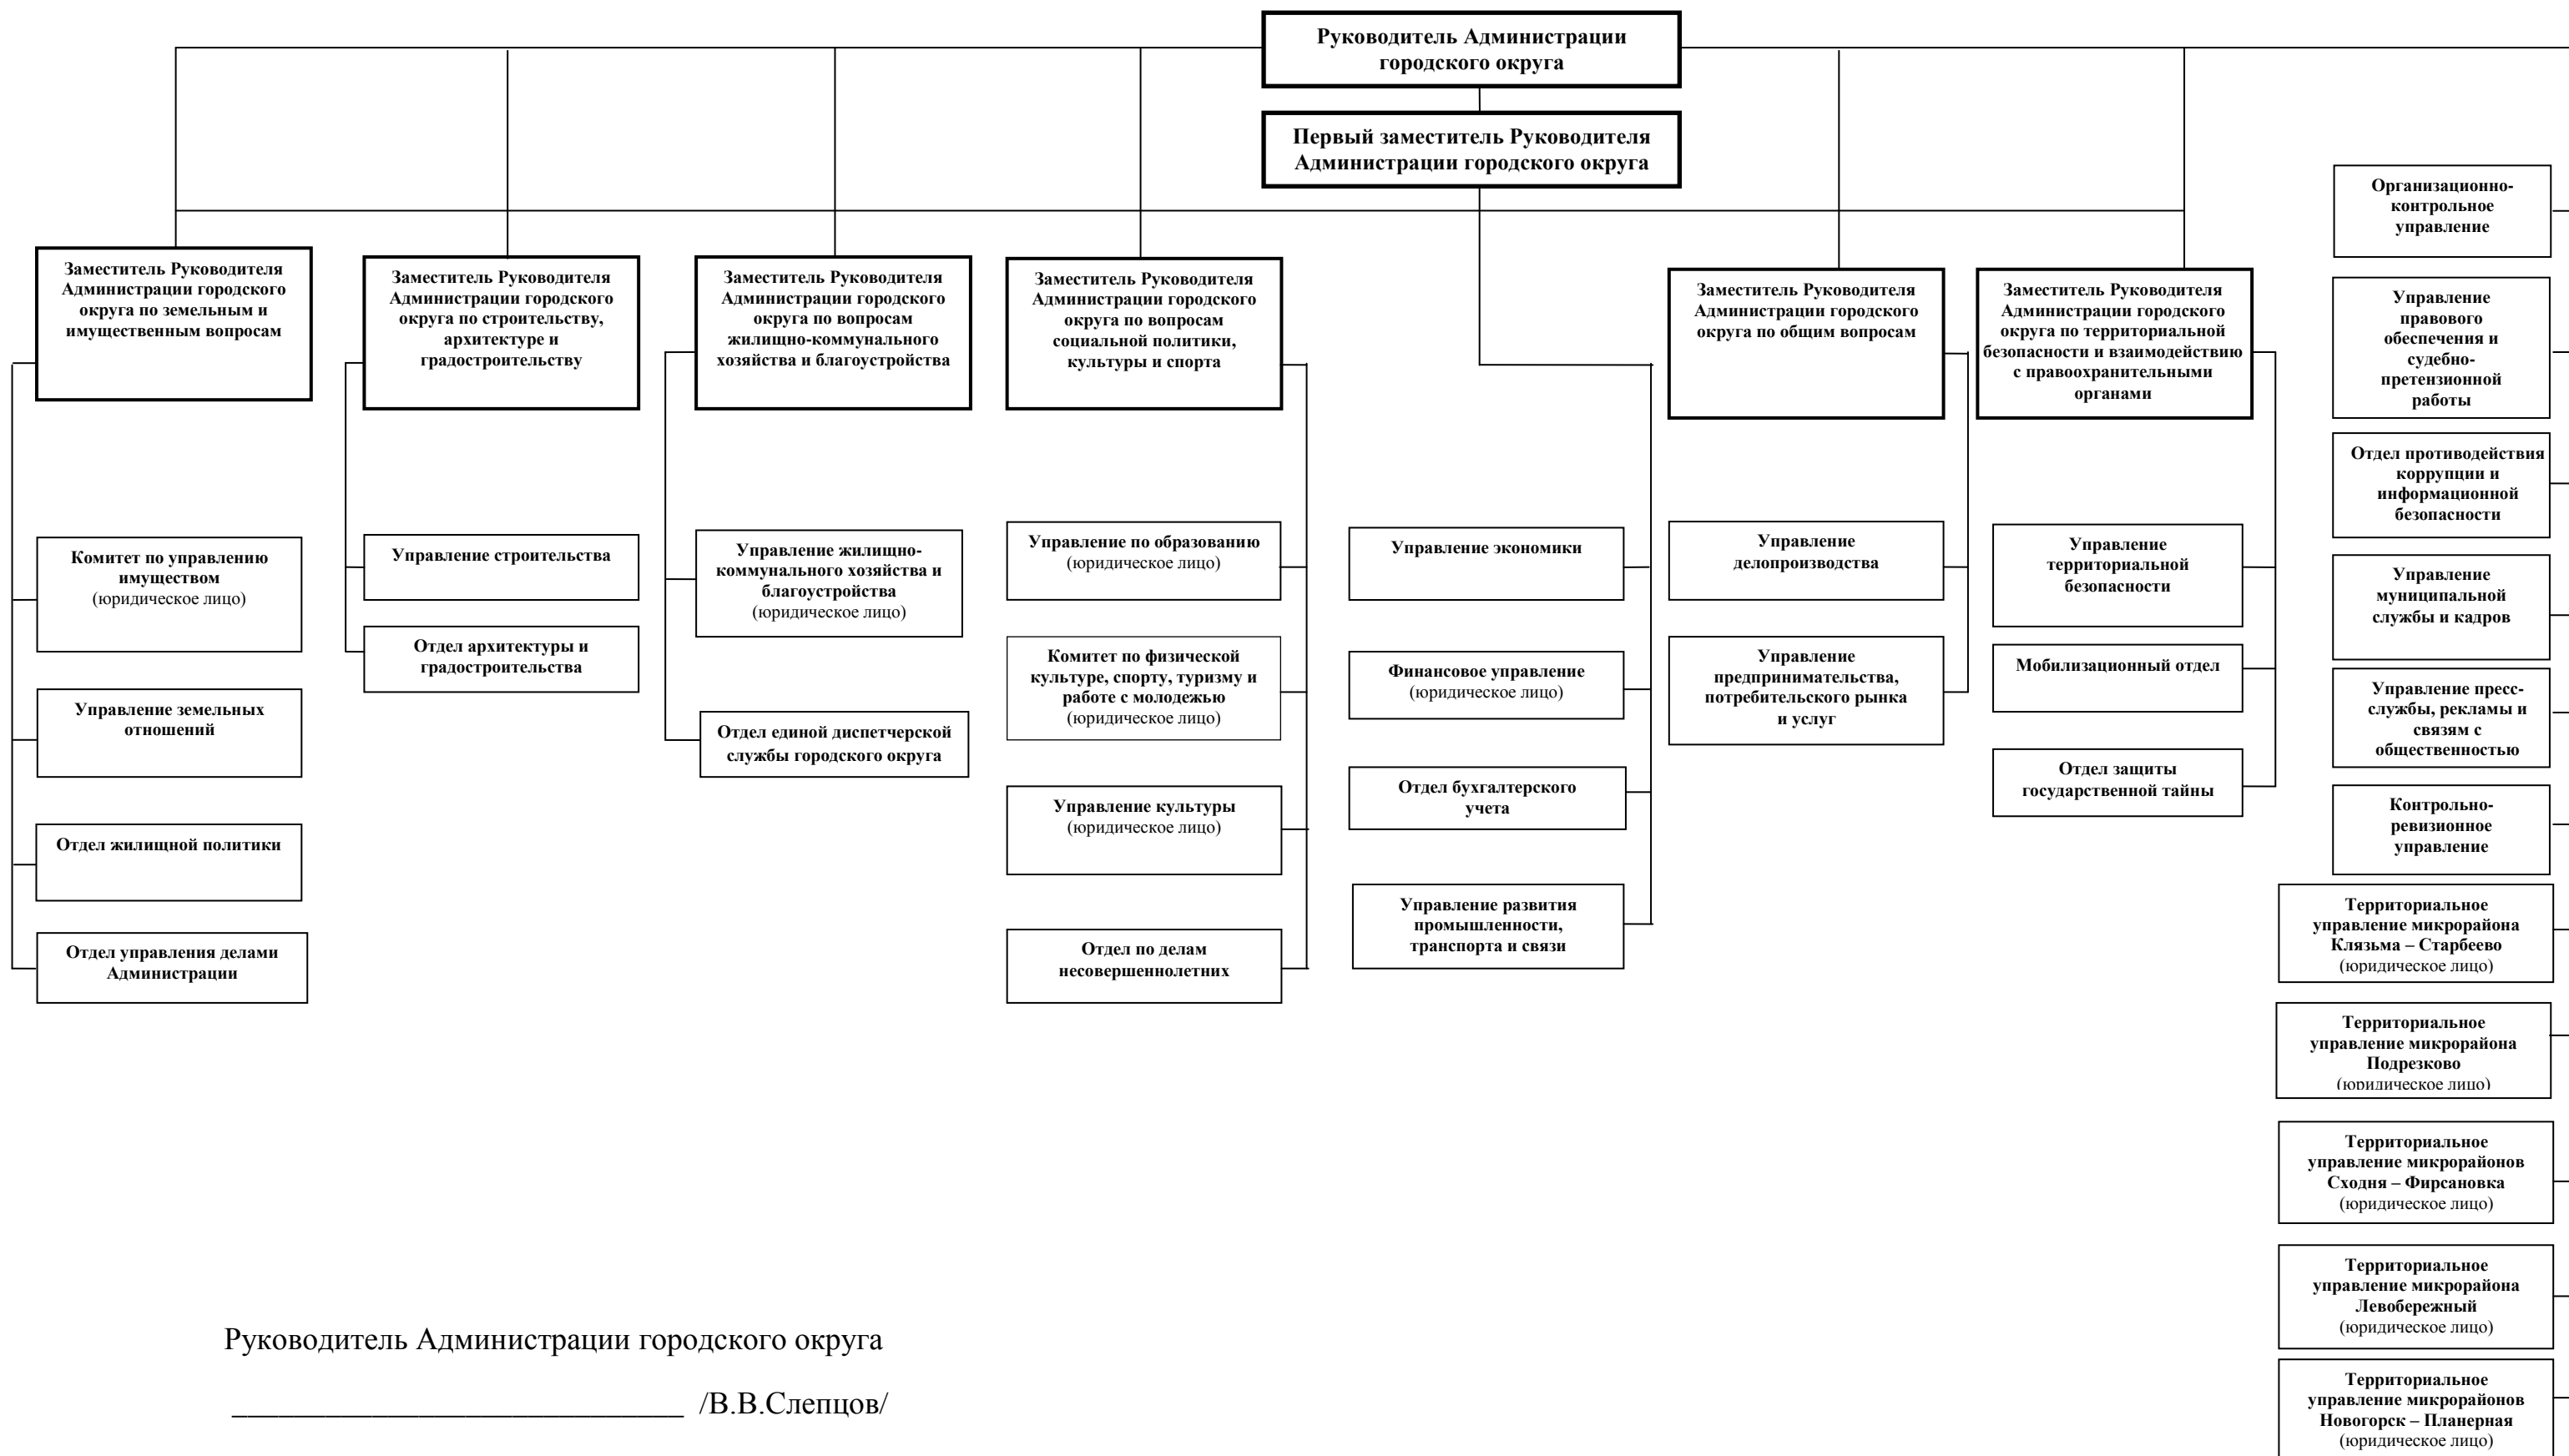 Руководитель Администрации
городского округа
Первый заместитель Руководителя
Администрации городского округа
Заместитель Руководителя
Администрации городского
округа по земельным и
имущественным вопросам
Заместитель Руководителя
Администрации городского
округа по строительству,
архитектуре и
градостроительству
Заместитель Руководителя
Администрации городского
округа по вопросам
жилищно-коммунального
хозяйства и благоустройства
Заместитель Руководителя
Администрации городского
округа по вопросам
социальной политики,
культуры и спорта
Заместитель Руководителя
Администрации городского
округа по общим вопросам
Заместитель Руководителя
Администрации городского
округа по территориальной
безопасности и взаимодействию
с правоохранительными
органами
Комитет по управлению
имуществом
(юридическое лицо)
Управление земельных
отношений
Отдел жилищной политики
Отдел управления делами
Администрации
Управление строительства
Отдел архитектуры и
градостроительства
Управление жилищно-
коммунального хозяйства и
благоустройства
(юридическое лицо)
Отдел единой диспетчерской
службы городского округа
Управление по образованию
(юридическое лицо)
Комитет по физической
культуре, спорту, туризму и
работе с молодежью
(юридическое лицо)
Управление культуры
(юридическое лицо)
Отдел по делам
несовершеннолетних
Управление экономики
Финансовое управление
(юридическое лицо)
Отдел бухгалтерского
учета
Управление развития
промышленности,
транспорта и связи
Управление
делопроизводства
Управление
предпринимательства,
потребительского рынка
и услуг
Управление
территориальной
безопасности
Мобилизационный отдел
Отдел защиты
государственной тайны
Организационно-
контрольное
управление
Управление
правового
обеспечения и
судебно-
претензионной
работы
Отдел противодействия
коррупции и
информационной
безопасности
Управление
муниципальной
службы и кадров
Управление пресс-
службы, рекламы и
связям с
общественностью
Контрольно-
ревизионное
управление
Территориальное
управление микрорайона
Клязьма – Старбеево
(юридическое лицо)
Территориальное
управление микрорайона
Подрезково
(юридическое лицо)
Территориальное
управление микрорайонов
Сходня – Фирсановка
(юридическое лицо)
Территориальное
управление микрорайона
Левобережный
(юридическое лицо)
Территориальное
управление микрорайонов
Новогорск – Планерная
(юридическое лицо)
Руководитель Администрации городского округа
_____________________________ /В.В.Слепцов/